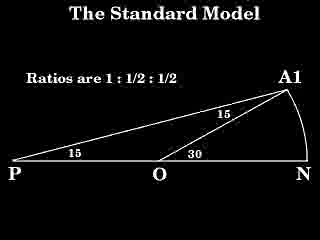 The Standard Model
Ratios are 1 : 1/2 : 1/2
A1
15
15
30
P
O
N